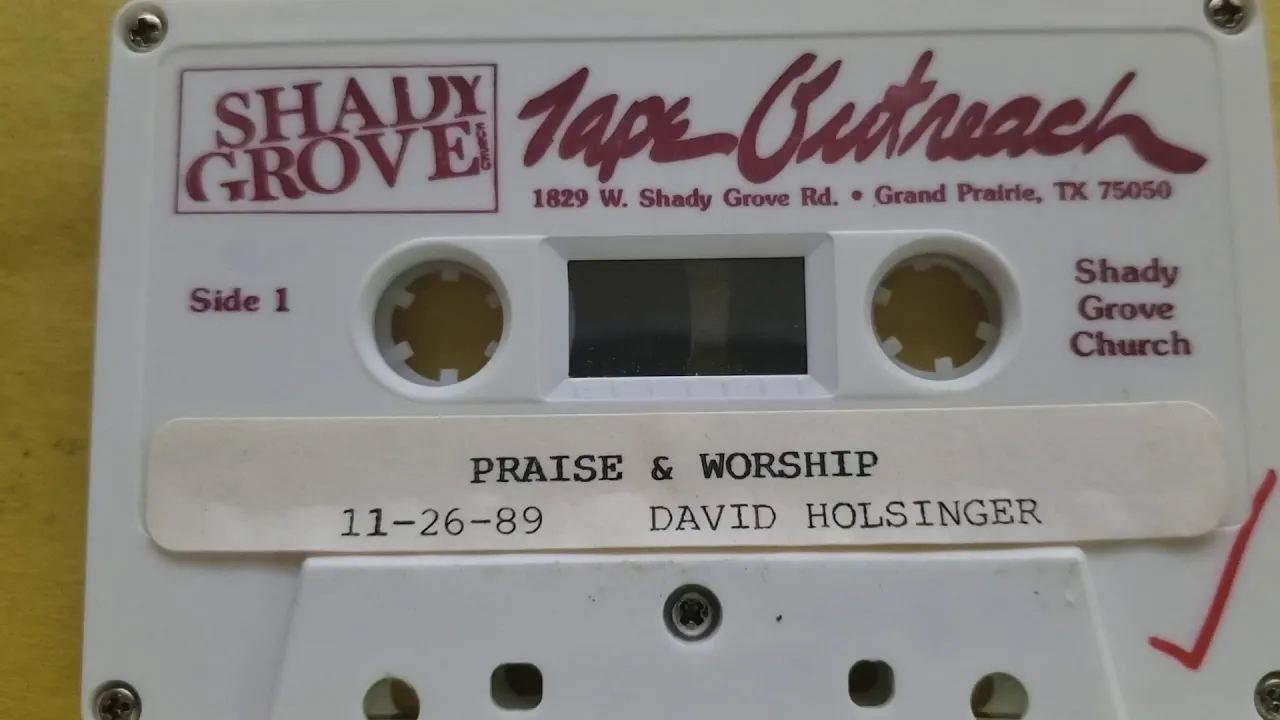 SHADY
GROVE
CHURCH
Tape Outreach
1829 W. Shady Grove Rd. • Grand Prairie, TX 75050
Side 1
Shady
Grove
Church
PRAISE & WORSHIP
11-26-89 DAVID HOLSINGER